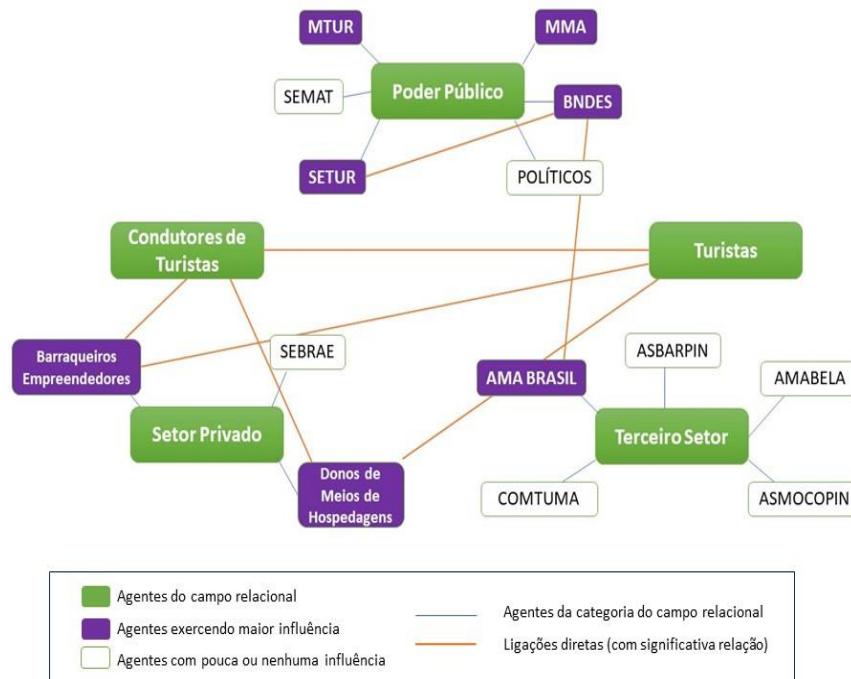 MTUR
MMA
SEMAT
Poder Público
BNDES
SETUR
POLÍTICOS
Condutores de
Turistas
Turistas
Barraqueiros
Empreendedores
SEBRAE
ASBARPIN
AMA BRASIL
AMABELA
Setor Privado
Terceiro Setor
Donos de
Meios de
Hospedagens
COMTUMA
ASMOCOPIN
Agentes do campo relacional
Agentes exercendo maior influência
Agentes com pouca ou nenhuma influência
Agentes da categoria do campo relacional
Ligações diretas (com significativa relação)